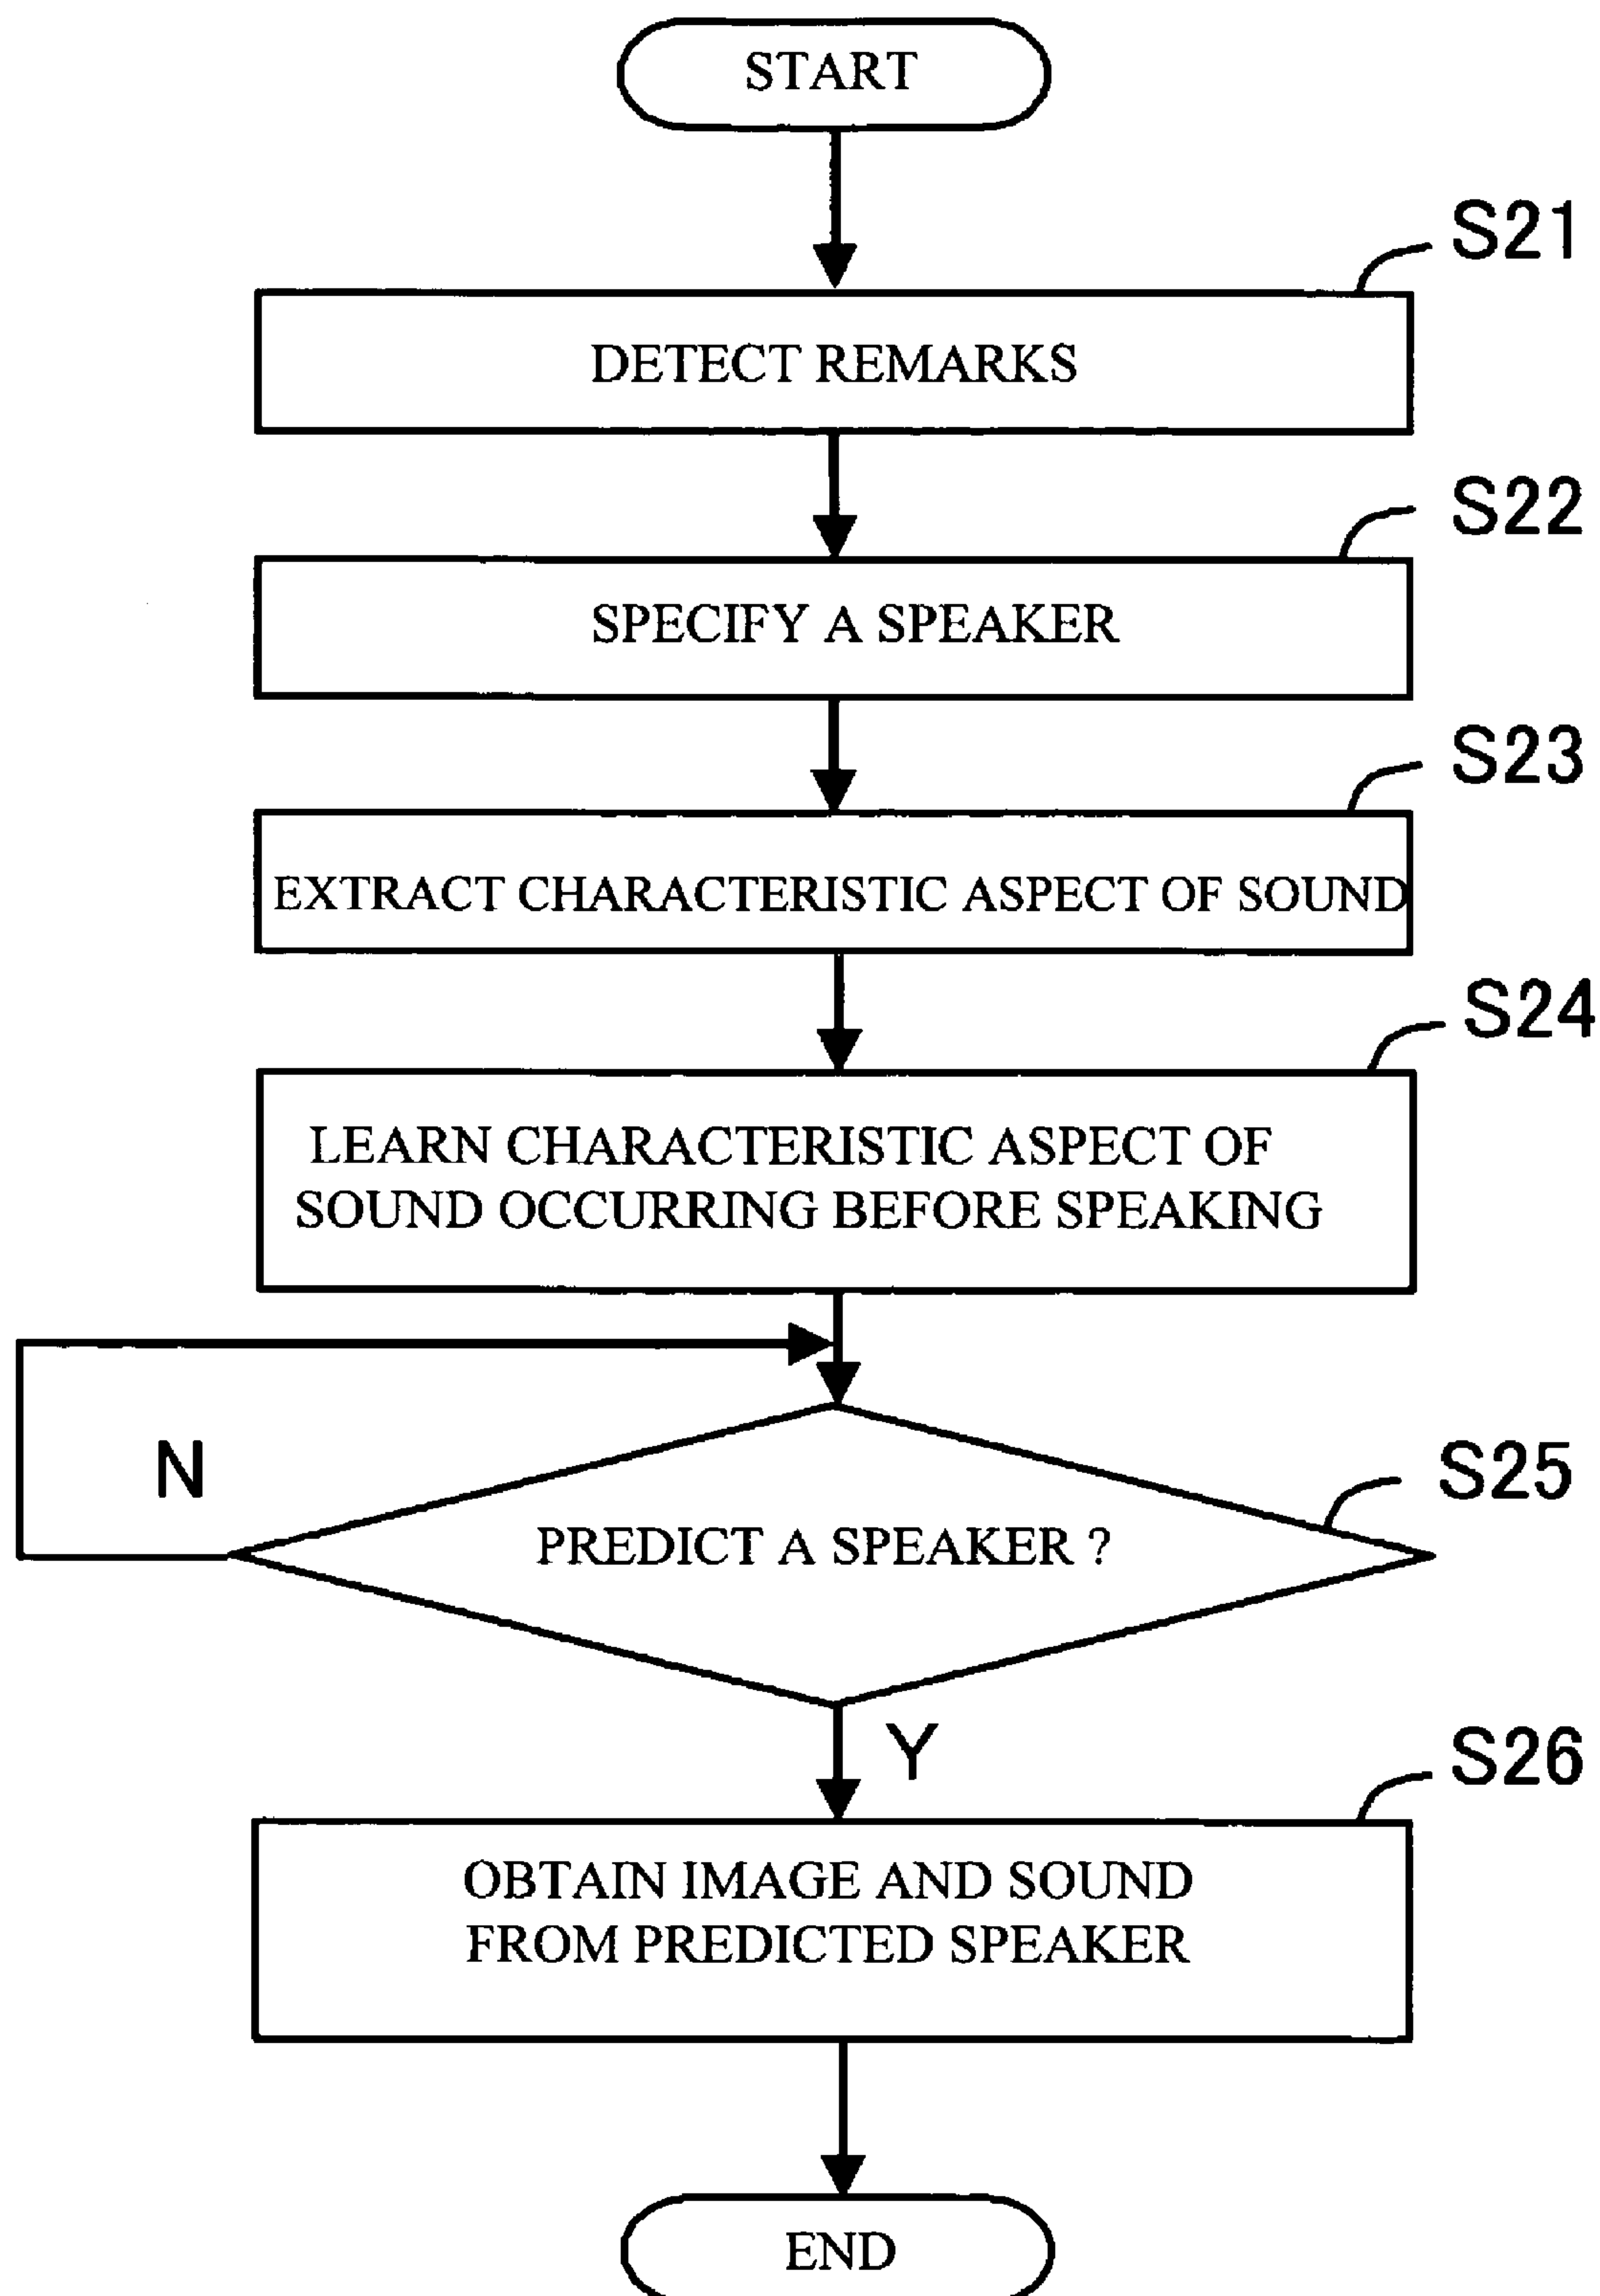 START
S21
DETECT REMARKS
S22
SPECIFY A SPEAKER
S23
EXTRACT CHARACTERISTIC ASPECT OF SOUND
S24
LEARN CHARACTERISTIC ASPECT OF
SOUND OCCURRING BEFORE SPEAKING
N
S25
PREDICT A SPEAKER ?
Y
S26
OBTAIN IMAGE AND SOUND
FROM PREDICTED SPEAKER
END